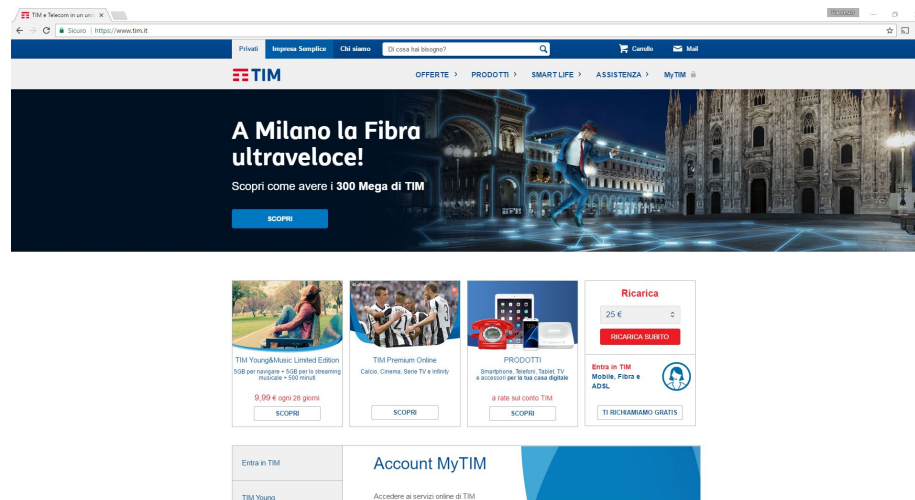 TIM e Telecom in un uni
Sicuro
https://www.tim.it
Privati
Impresa Semplice
Chi siamo
Di cosa hai bisogno?
Carrello
Mail
TIM
OFFERTE >
PRODOTTI >
SMART LIFE >
ASSISTENZA >
MyTIM
A Milano la Fibra
ultraveloce!
Scopri come avere i 300 Mega di TIM
SCOPRI
TIM Young&Music Limited Edition
5GB per navigare + 5GB per lo streaming
musicale + 500 minuti
9,99 € ogni 28 giorni
SCOPRI
TIM Premium Online
Calcio, Cinema, Serie TV e Infinity
SCOPRI
PRODOTTI
Smartphone, Telefoni, Tablet, TV
e accessori per la tua casa digitale
a rate sul conto TIM
SCOPRI
Ricarica
25 €
RICARICA SUBITO
Entra in TIM
Mobile, Fibra e
ADSL
TI RICHIAMIAMO GRATIS
Entra in TIM
TIM Young
Account MyTIM
Accedere ai servizi online di TIM